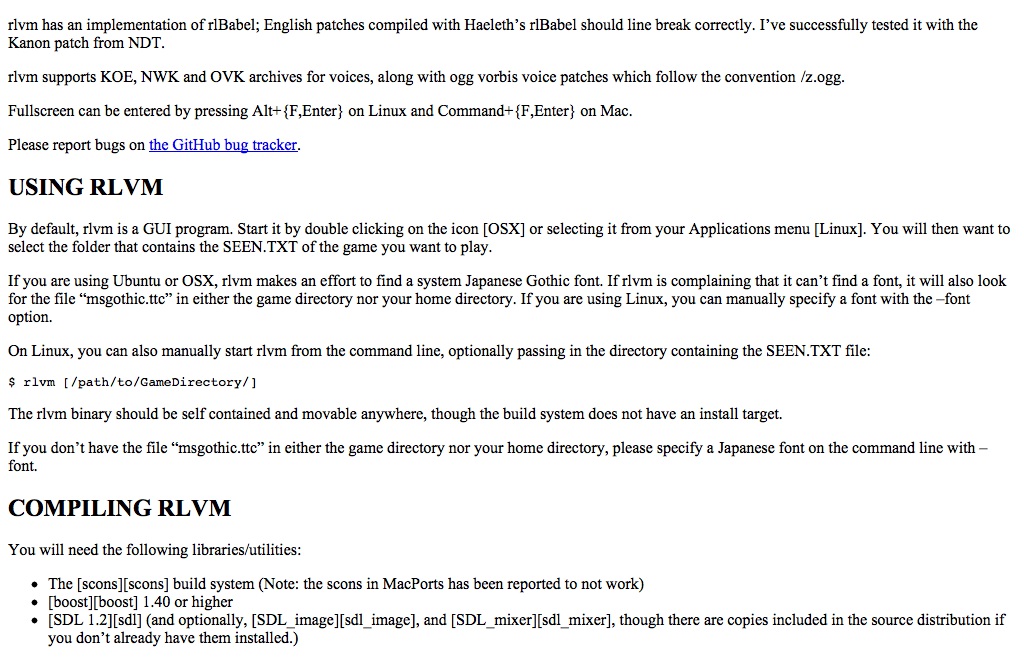 rlvm has an implementation of rlBabel; English patches compiled with Haeleth’s rlBabel should line break correctly. I’ve successfully tested it with the
Kanon patch from NDT.
rlvm supports KOE, NWK and OVK archives for voices, along with ogg vorbis voice patches which follow the convention /z.ogg.
Fullscreen can be entered by pressing Alt+{F,Enter} on Linux and Command+{F,Enter} on Mac.
Please report bugs on the GitHub bug tracker.
USING RLVM
By default, rlvm is a GUI program. Start it by double clicking on the icon [OSX] or selecting it from your Applications menu [Linux]. You will then want to
select the folder that contains the SEEN.TXT of the game you want to play.
If you are using Ubuntu or OSX, rlvm makes an effort to find a system Japanese Gothic font. If rlvm is complaining that it can’t find a font, it will also look
for the file “msgothic.ttc” in either the game directory nor your home directory. If you are using Linux, you can manually specify a font with the –font
option.
On Linux, you can also manually start rlvm from the command line, optionally passing in the directory containing the SEEN.TXT file:
$ rlvm [/path/to/GameDirectory/]
The rlvm binary should be self contained and movable anywhere, though the build system does not have an install target.
If you don’t have the file “msgothic.ttc” in either the game directory nor your home directory, please specify a Japanese font on the command line with –
font.
COMPILING RLVM
You will need the following libraries/utilities:
• The [scons][scons] build system (Note: the scons in MacPorts has been reported to not work)
• [boost][boost] 1.40 or higher
• [SDL 1.2][sdl] (and optionally, [SDL_image][sdl_image], and [SDL_mixer][sdl_mixer], though there are copies included in the source distribution if
you don’t already have them installed.)